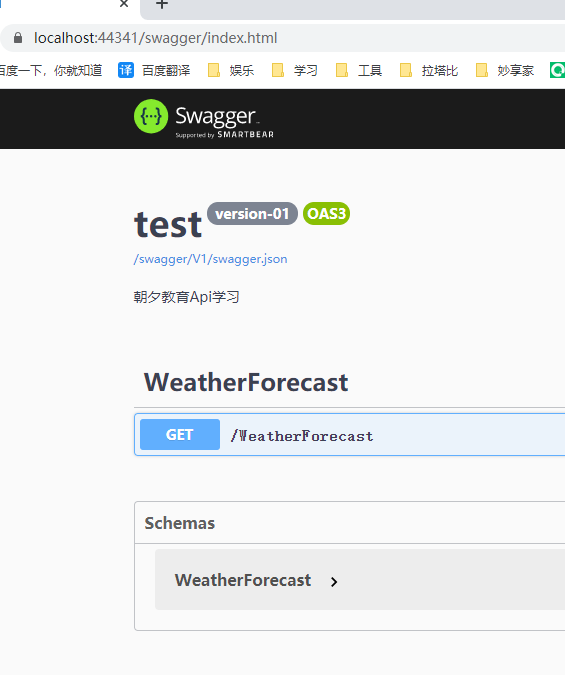 localhost:44341/swagger/index.html
百度一下，你就知道 译 百度翻译 娱乐 学习 工具 拉塔比 妙享家
{··} Swagger
Supported by SMARTBEAR
test version-01 OAS3
/swagger/V1/swagger.json
朝夕教育Api学习
WeatherForecast
GET /WeatherForecast
Schemas
WeatherForecast